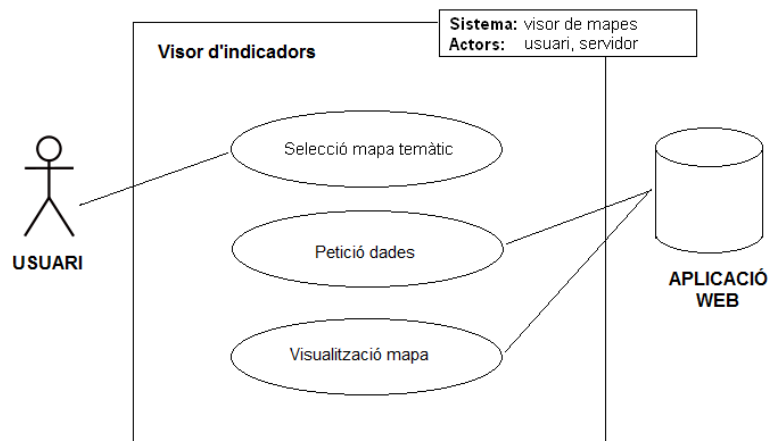 Sistema: visor de mapes
Actors: usuari, servidor
Visor d'indicadors
Selecció mapa temàtic
Petició dades
Visualització mapa
USUARI
APLICACIÓ
WEB